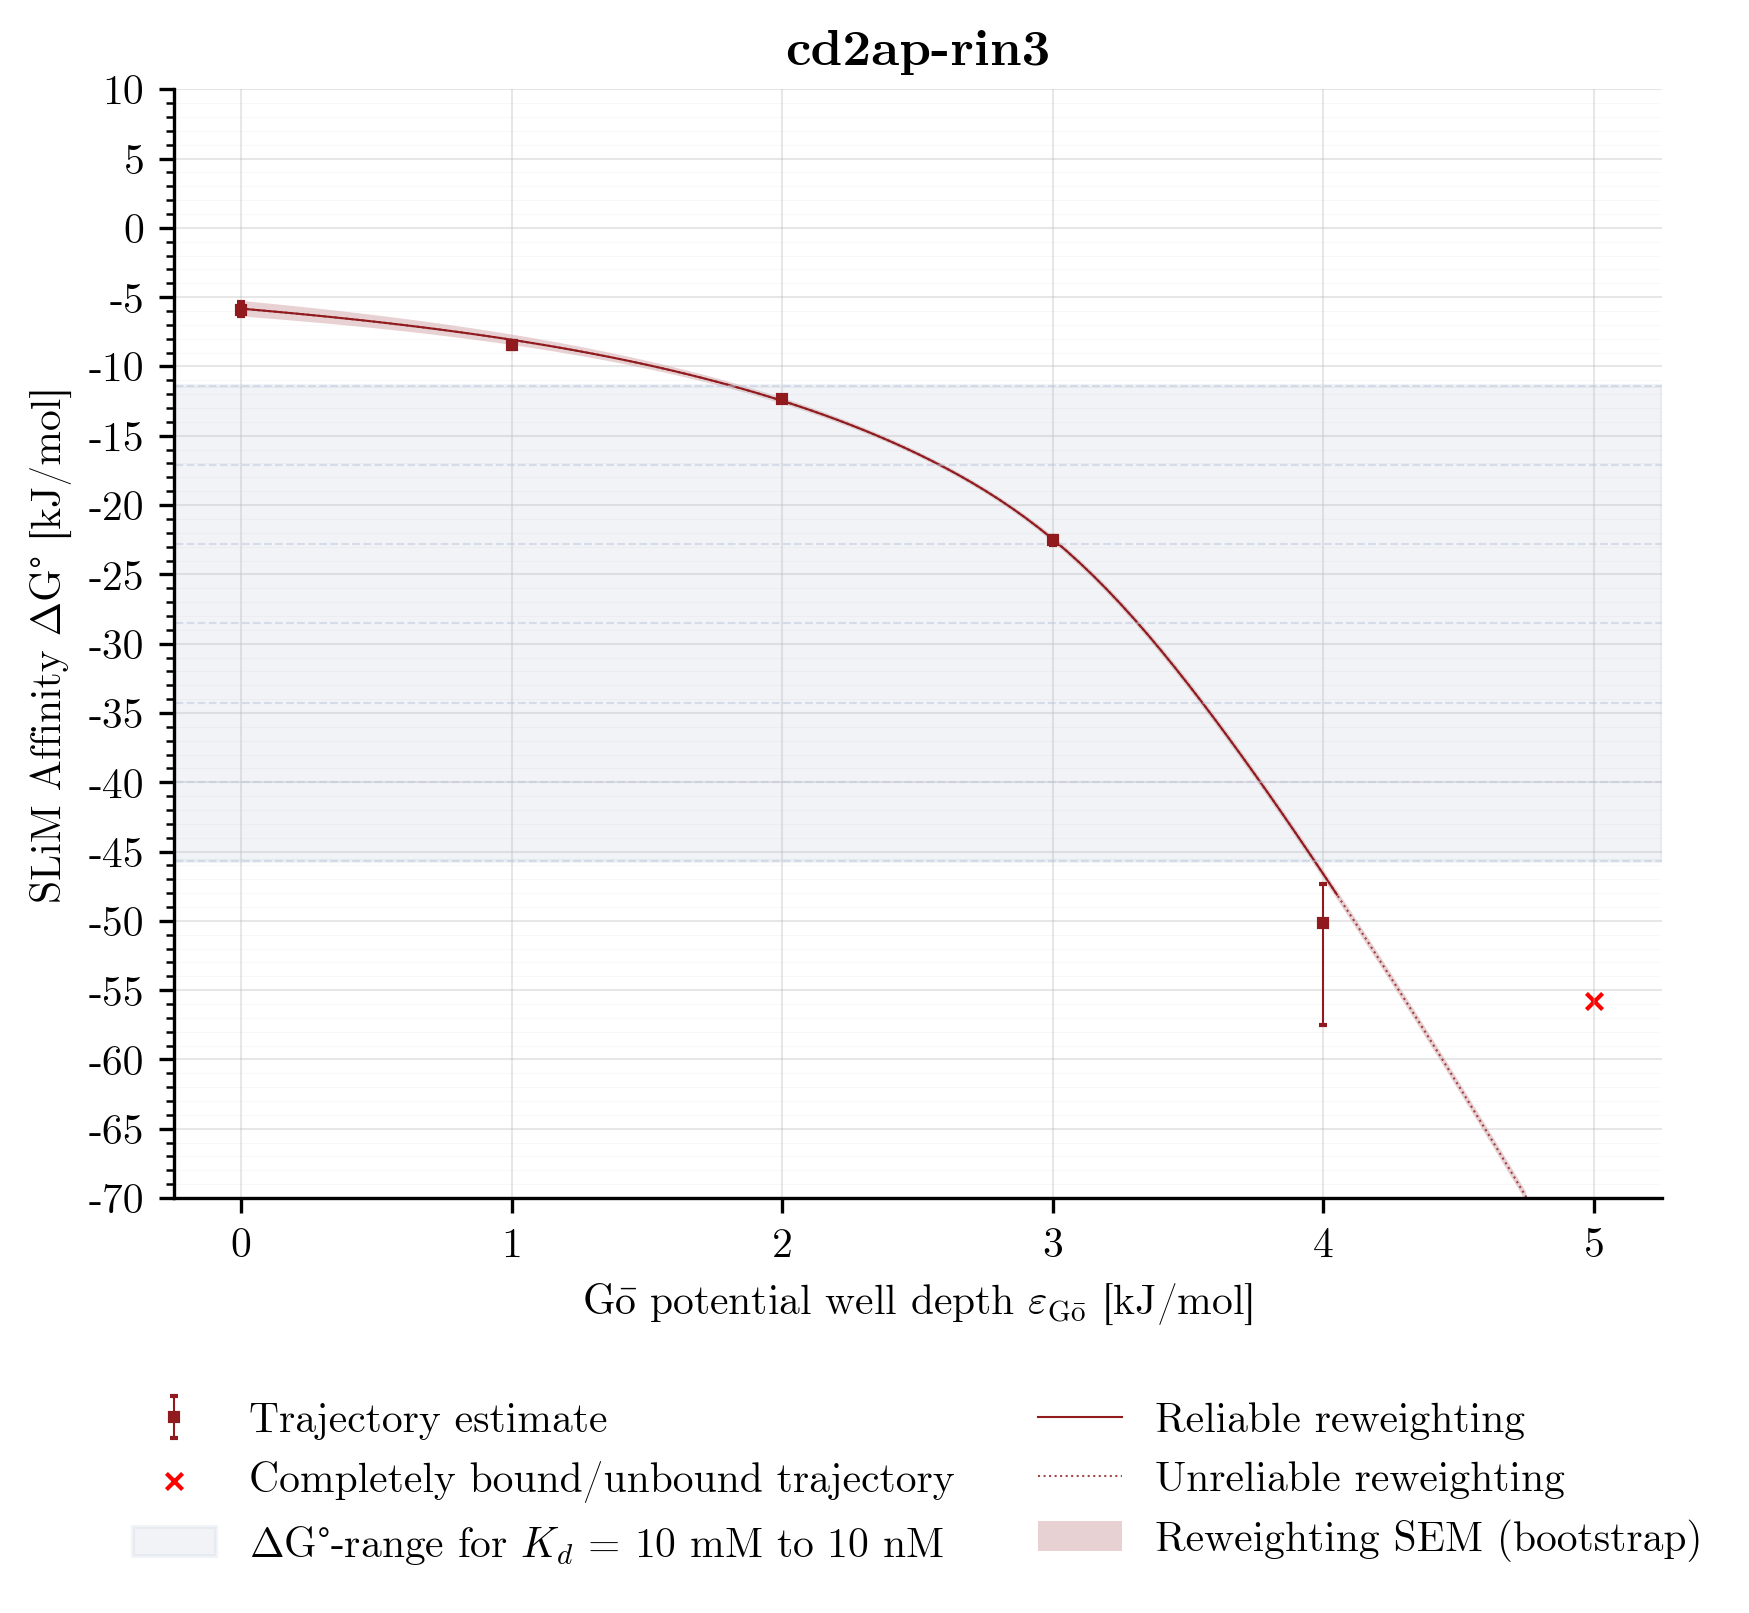 cd2ap-rin3
10
5
0
-5
-10
-15
-20
-25
-30
-35
-40
-45
-50
-55
-60
-65
-70
SLiM Affinity ΔG° [kJ/mol]
0 1 2 3 4 5
Gō potential well depth ε_Gō [kJ/mol]
Trajectory estimate
Completely bound/unbound trajectory
ΔG°-range for K_d = 10 mM to 10 nM
Reliable reweighting
Unreliable reweighting
Reweighting SEM (bootstrap)